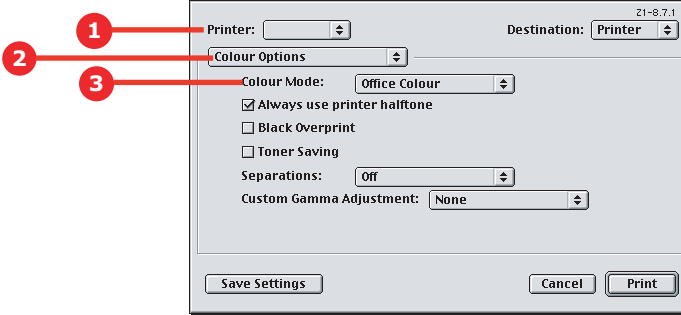 Z1-8.7.1
1 Printer: Destination: Printer
2 Colour Options
3 Colour Mode: Office Colour
Always use printer halftone
Black Overprint
Toner Saving
Separations: Off
Custom Gamma Adjustment: None
Save Settings Cancel Print